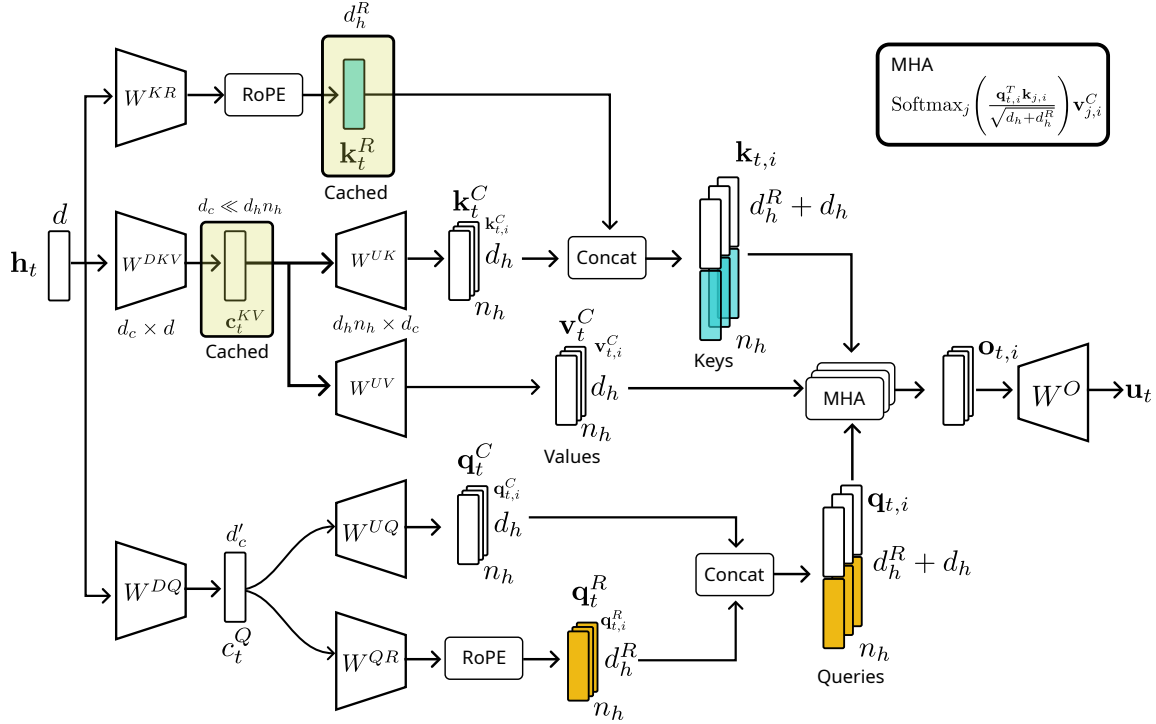 d_h^R
W^{KR}
RoPE
k_t^R
Cached
MHA
Softmax_j ( q_{t,i}^T k_{j,i} / √(d_h+d_h^R) ) v_{j,i}^C
h_t
d
W^{DKV}
d_c × d
d_c ≪ d_h n_h
c_t^{KV}
Cached
W^{UK}
d_h n_h × d_c
W^{UV}
k_t^C
k_{t,i}^C
d_h
n_h
Concat
k_{t,i}
d_h^R + d_h
n_h
Keys
v_t^C
v_{t,i}^C
d_h
n_h
Values
MHA
o_{t,i}
W^O
u_t
W^{DQ}
d'_c
c_t^Q
W^{UQ}
q_t^C
q_{t,i}^C
d_h
n_h
W^{QR}
RoPE
q_t^R
q_{t,i}^R
d_h^R
n_h
Concat
q_{t,i}
d_h^R + d_h
n_h
Queries